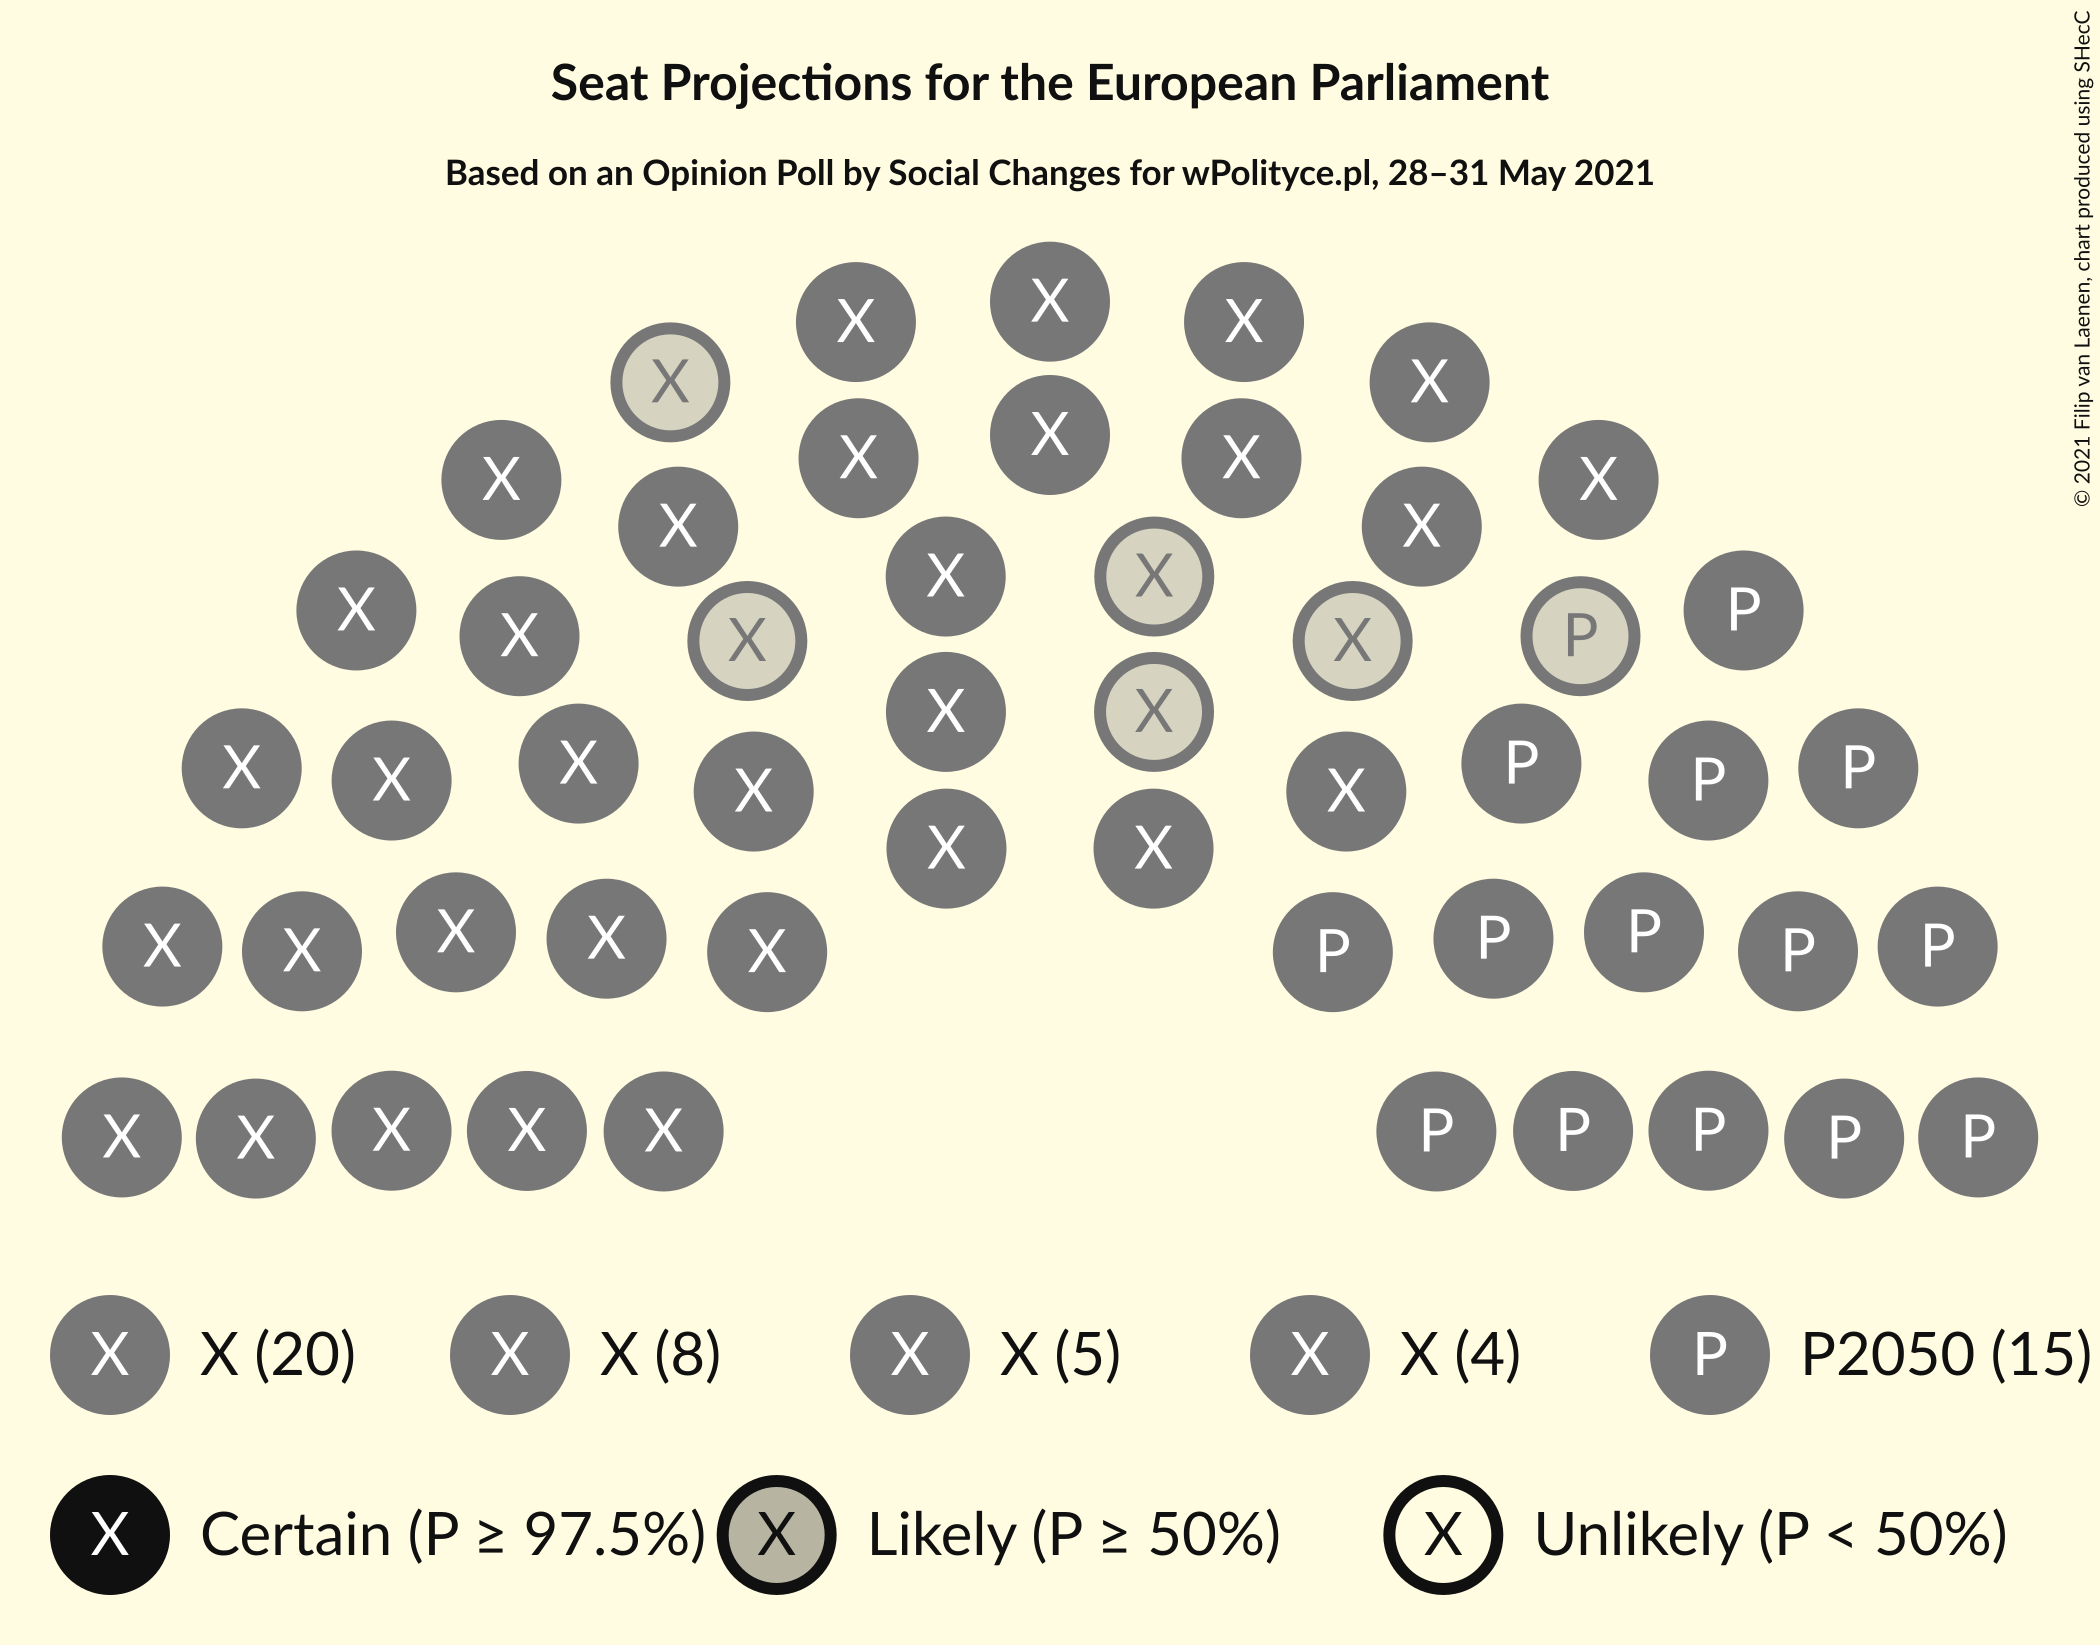 Seat Projections for the European Parliament
Based on an Opinion Poll by Social Changes for wPolityce.pl, 28–31 May 2021
© 2021 Filip van Laenen, chart produced using SHecC
X X X
X X
X X X
X X
X X
X X X
X P
X X X P
X X
X X X P P P
X X
X X
X X X P P P
X X X P P P P
X X X P P P
X X X X X P P P P P
X X (20) X X (8) X X (5) X X (4) P P2050 (15)
X Certain (P ≥ 97.5%) X Likely (P ≥ 50%) X Unlikely (P < 50%)